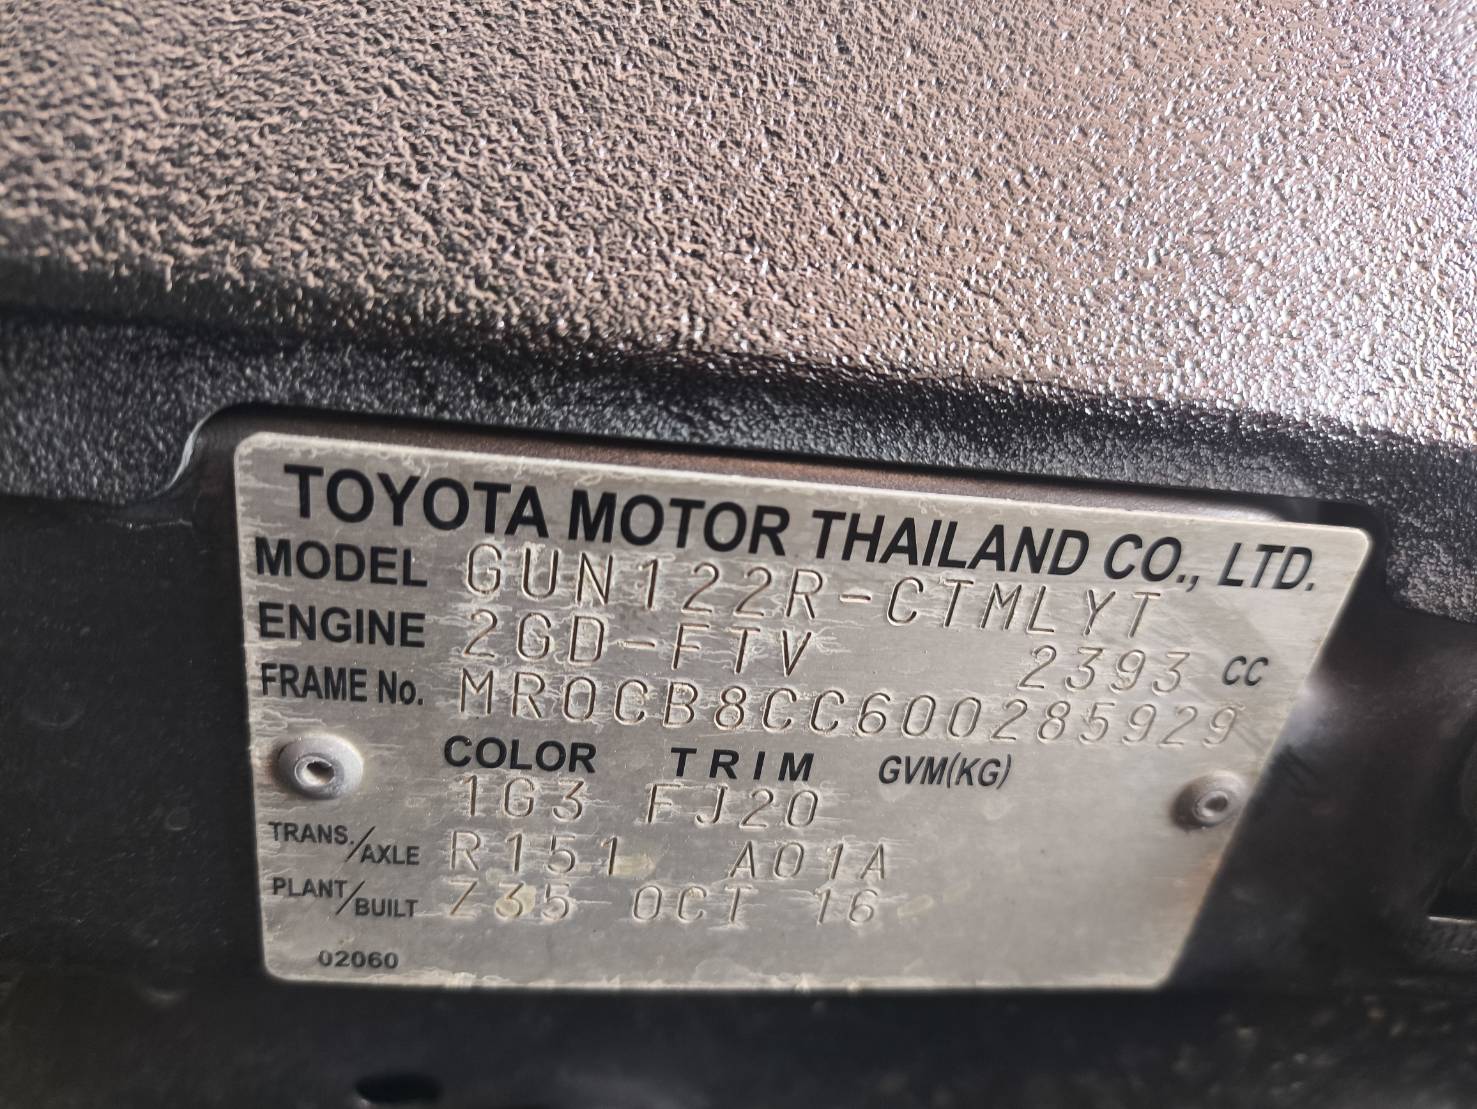 TOYOTA MOTOR THAILAND CO., LTD.
MODEL GUN122R-CTMLYT
ENGINE 2GD-FTV 2393 CC
FRAME No. MR0CB8CC600285929
COLOR TRIM GVM(KG)
1G3 FJ20
TRANS./AXLE R151 A01A
PLANT/BUILT Z35 OCT 16
02060